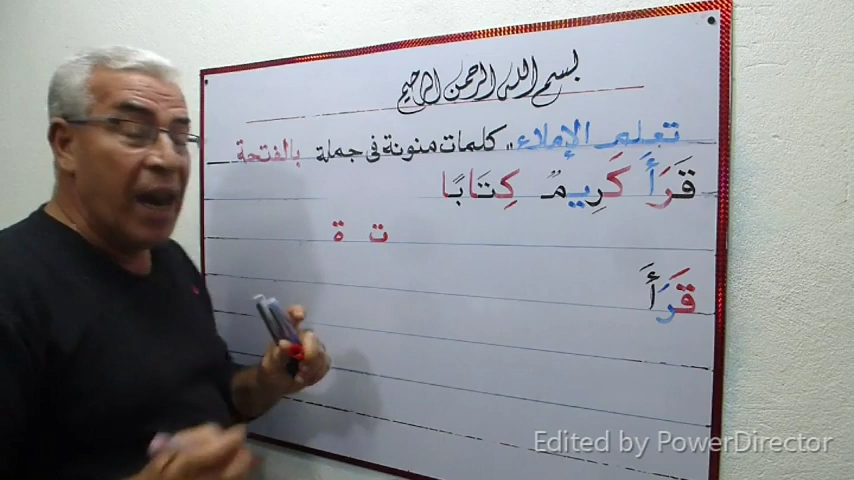 بسم الله الرحمن الرحيم
تعلم الإملاء,, كلمات منونة في جملة بالفتحة
قَرَأَ كَرِيمٌ كِتَابًا
ت ة
قَرَأَ
Edited by PowerDirector